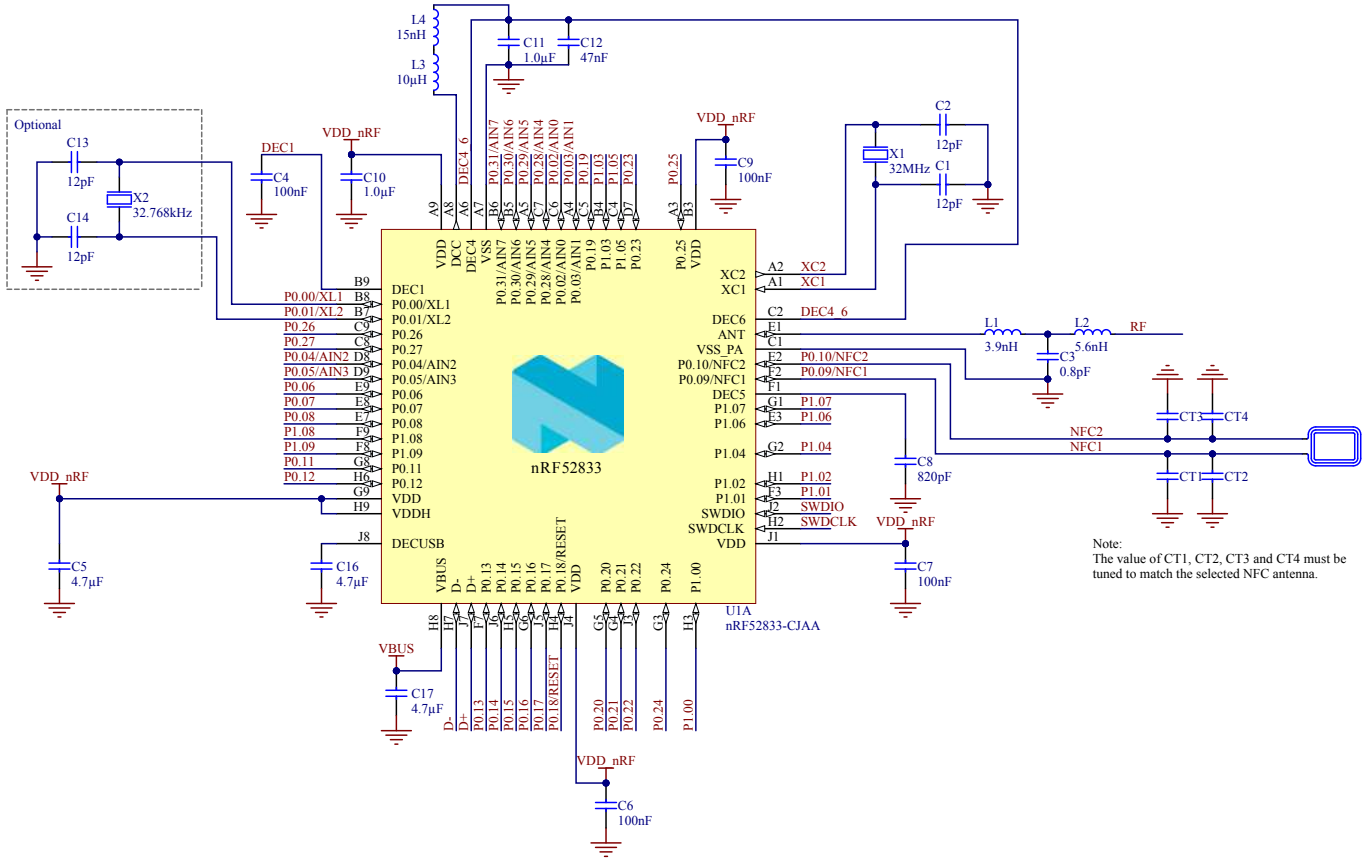 L4
15nH
L3
10µH
C11
1.0µF
C12
47nF
Optional
C13
12pF
X2
32.768kHz
C14
12pF
DEC1
C4
100nF
VDD_nRF
C10
1.0µF
DEC4_6
P0.31/AIN7
P0.30/AIN6
P0.29/AIN5
P0.28/AIN4
P0.02/AIN0
P0.03/AIN1
P0.19
P1.03
P1.05
P0.23
P0.25
VDD_nRF
C9
100nF
C2
12pF
X1
32MHz
C1
12pF
A9
A8
A6
A7
B6
B5
A5
C7
C6
A4
C5
B4
C4
D7
A3
B3
VDD
DCC
DEC4
VSS
P0.31/AIN7
P0.30/AIN6
P0.29/AIN5
P0.28/AIN4
P0.02/AIN0
P0.03/AIN1
P0.19
P1.03
P1.05
P0.23
P0.25
VDD
B9 DEC1
P0.00/XL1 B8 P0.00/XL1
P0.01/XL2 B7 P0.01/XL2
P0.26 C9 P0.26
P0.27 C8 P0.27
P0.04/AIN2 D8 P0.04/AIN2
P0.05/AIN3 D9 P0.05/AIN3
P0.06 E9 P0.06
P0.07 E8 P0.07
P0.08 E7 P0.08
P1.08 F9 P1.08
P1.09 F8 P1.09
P0.11 G8 P0.11
P0.12 H6 P0.12
G9 VDD
H9 VDDH
J8 DECUSB
XC2 A2 XC2
XC1 A1 XC1
DEC6 C2 DEC4_6
ANT E1
VSS_PA C1
P0.10/NFC2 E2 P0.10/NFC2
P0.09/NFC1 F2 P0.09/NFC1
DEC5 F1
P1.07 G1 P1.07
P1.06 E3 P1.06
P1.04 G2 P1.04
P1.02 H1 P1.02
P1.01 F3 P1.01
SWDIO J2 SWDIO
SWDCLK H2 SWDCLK
VDD J1
nRF52833
L1
3.9nH
L2
5.6nH
RF
C3
0.8pF
CT3
CT4
NFC2
NFC1
CT1
CT2
C8
820pF
VDD_nRF
C7
100nF
Note:
The value of CT1, CT2, CT3 and CT4 must be
tuned to match the selected NFC antenna.
VDD_nRF
C5
4.7µF
C16
4.7µF
VBUS
D-
D+
P0.13
P0.14
P0.15
P0.16
P0.17
P0.18/RESET
VDD
P0.20
P0.21
P0.22
P0.24
P1.00
U1A
nRF52833-CJAA
H8
H7
J7
F7
J6
H5
G6
J5
H4
J4
G5
G4
J3
G3
H3
VBUS
C17
4.7µF
D-
D+
P0.13
P0.14
P0.15
P0.16
P0.17
P0.18/RESET
P0.20
P0.21
P0.22
P0.24
P1.00
VDD_nRF
C6
100nF